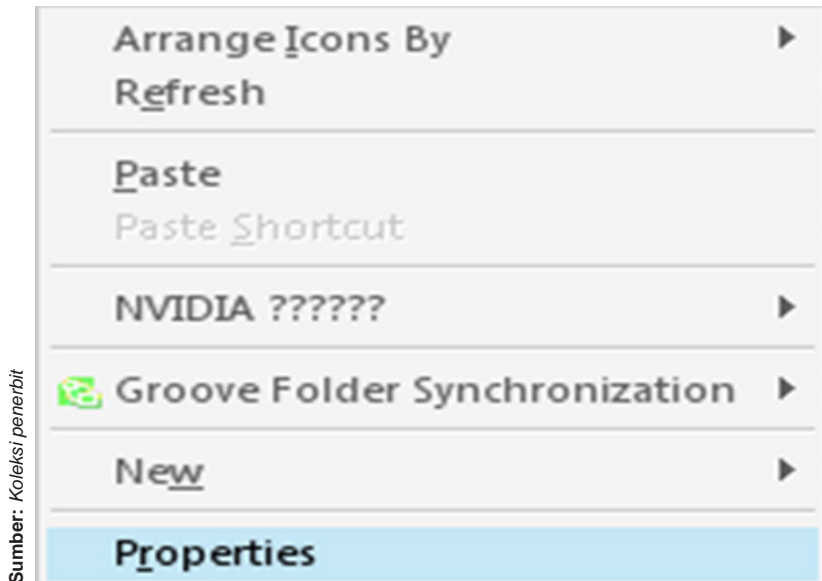 Arrange Icons By
Refresh
Paste
Paste Shortcut
NVIDIA ??????
Groove Folder Synchronization
New
Properties
Sumber: Koleksi penerbit